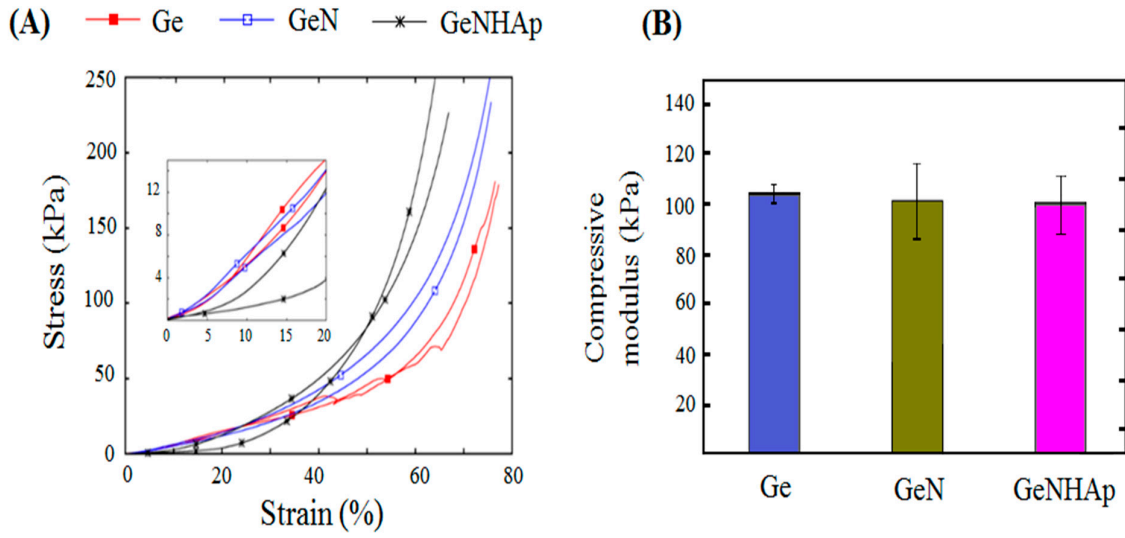 (A) Ge GeN GeNHAp
Stress (kPa)
250
200
150
100
50
0
12
8
4
0 5 10 15 20
0 20 40 60 80
Strain (%)
(B)
Compressive
modulus (kPa)
140
120
100
80
60
40
20
Ge GeN GeNHAp